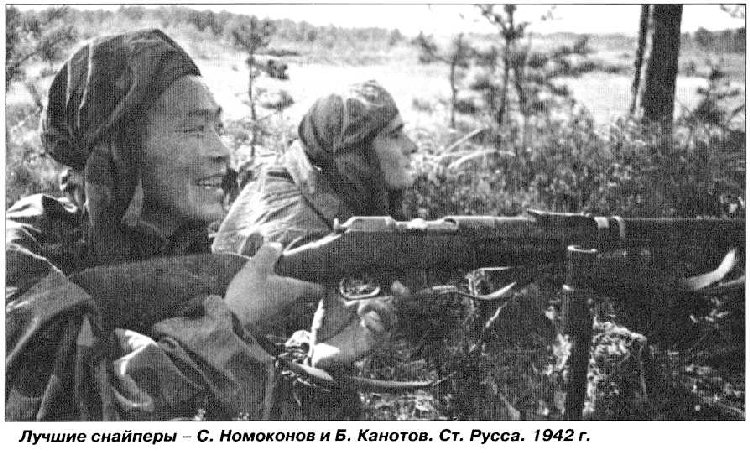 Лучшие снайперы – С. Номоконов и Б. Канотов. Ст. Русса. 1942 г.